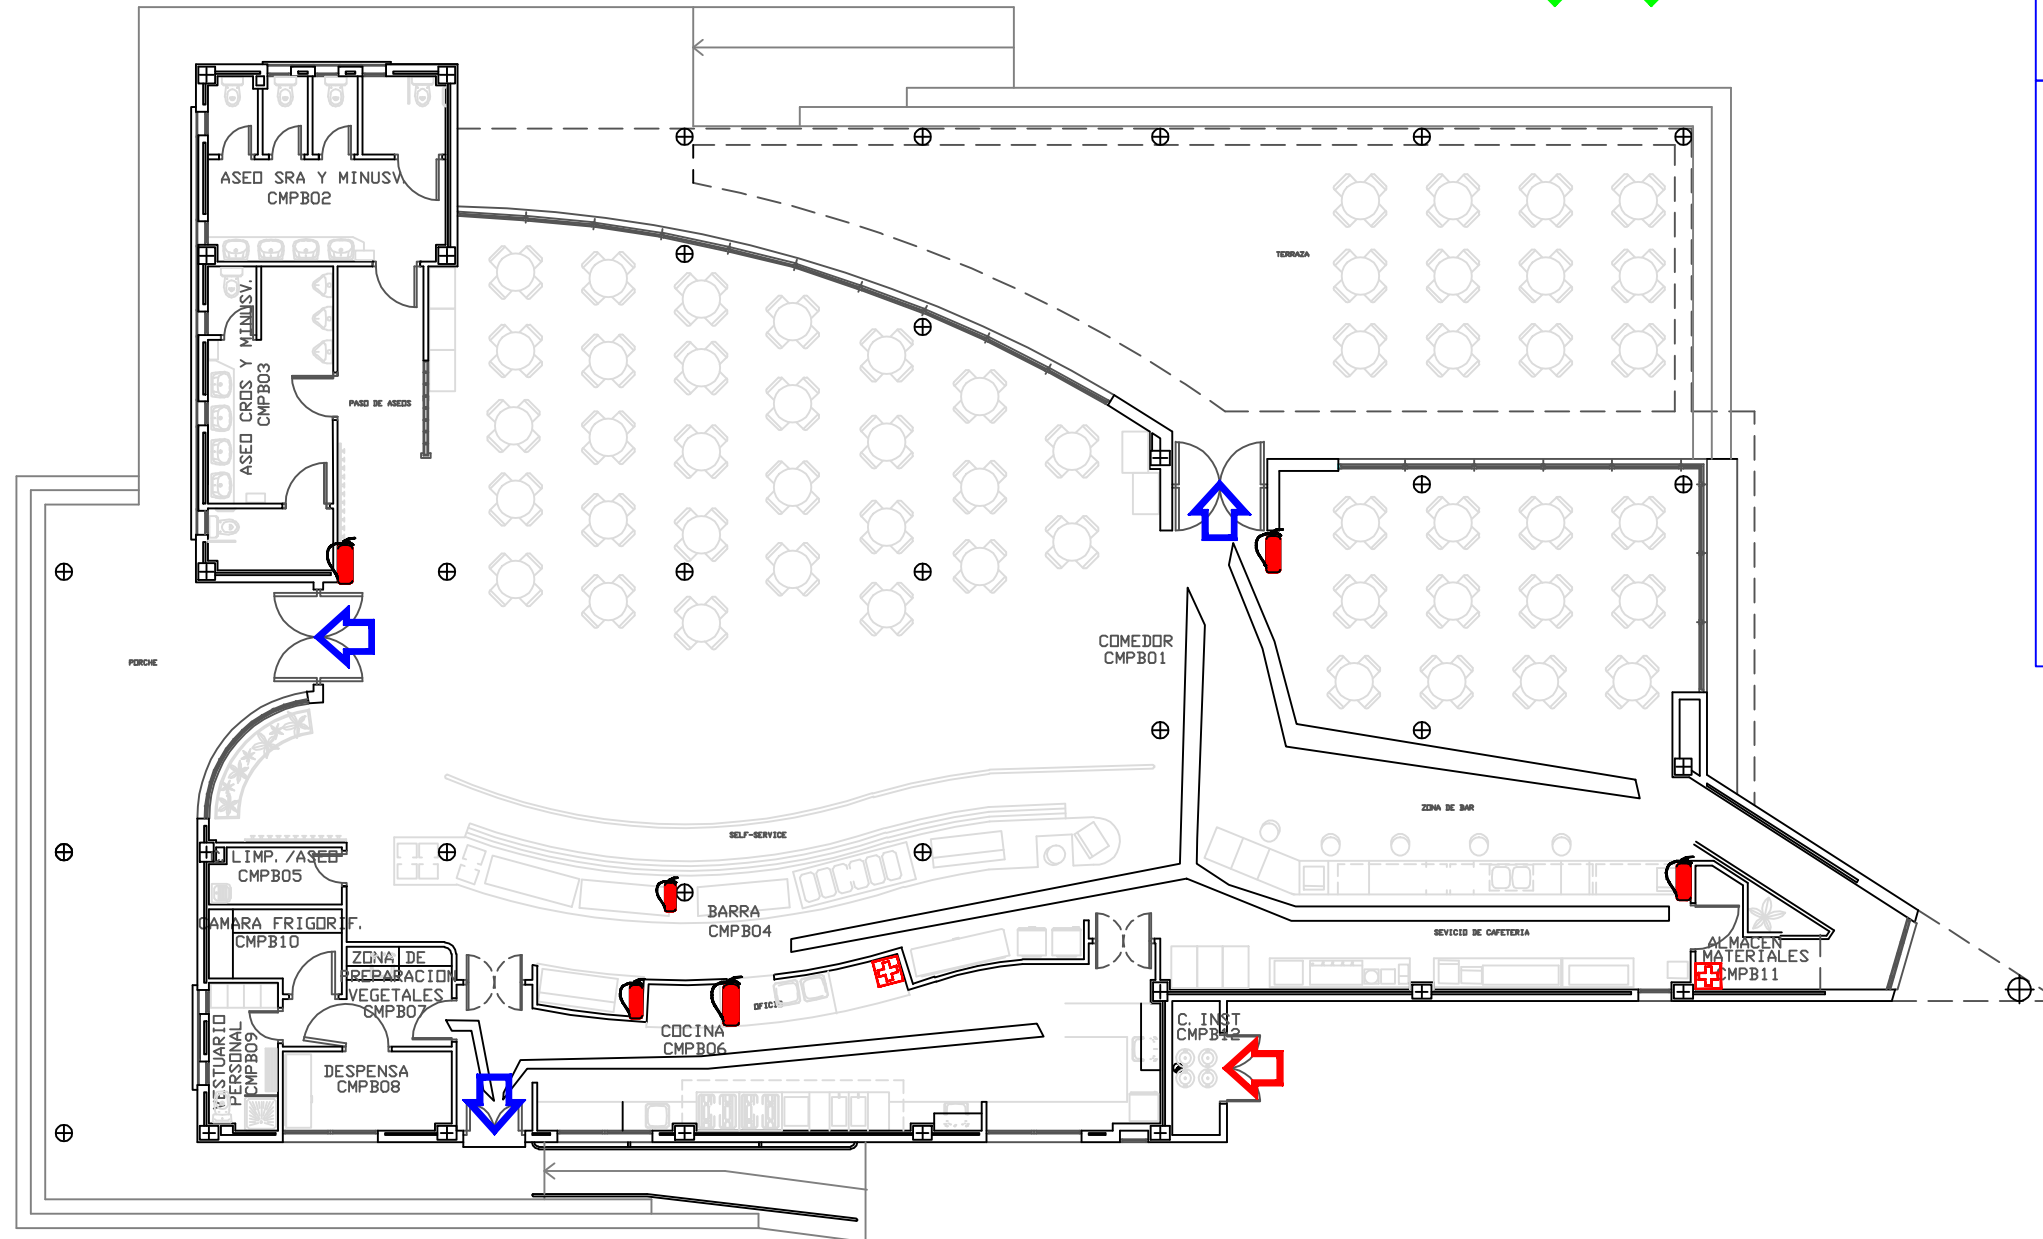 ASEO SRA Y MINUSV.
CMPB02
TERRAZA
ASEO CROS Y MINUSV.
CMPB03
PASO DE ASEOS
COMEDOR
CMPB01
PORCHE
ZONA DE BAR
SELF-SERVICE
LIMP. /ASEO
CMPB05
BARRA
CMPB04
CAMARA FRIGORIF.
CMPB10
SEVICIO DE CAFETERIA
ALMACEN
MATERIALES
CMPB11
ZONA DE
PREPARACION
VEGETALES
CMPB07
OFICIO
COCINA
CMPB06
C. INST
CMPB12
VESTUARIO
PERSONAL
CMPB09
DESPENSA
CMPB08